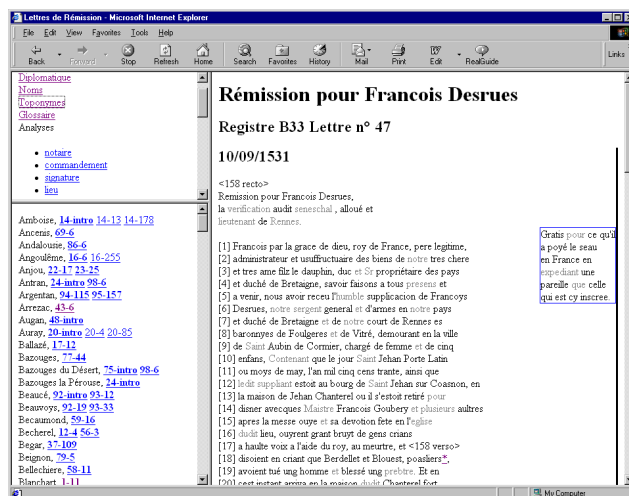 Lettres de Rémission - Microsoft Internet Explorer
File Edit View Favorites Tools Help
Back Forward Stop Refresh Home Search Favorites History Mail Print Edit RealGuide Links
Diplomatique
Noms
Toponymes
Glossaire
Analyses
notaire
commandement
signature
lieu
Amboise, 14-intro 14-13 14-178
Ancenis, 69-6
Andalousie, 86-6
Angoulême, 16-6 16-255
Anjou, 22-17 23-25
Antran, 24-intro 98-6
Argentan, 94-115 95-157
Arrezac, 43-6
Augan, 48-intro
Auray, 20-intro 20-4 20-85
Ballazé, 17-12
Bazouges, 77-44
Bazouges du Désert, 75-intro 98-6
Bazouges la Pérouse, 24-intro
Beaucé, 92-intro 93-12
Beauvoys, 92-19 93-33
Becaumond, 59-16
Becherel, 12-4 56-3
Begar, 37-109
Beignon, 79-5
Bellechiere, 58-11
Blanchart 1-11
Rémission pour Francois Desrues
Registre B33 Lettre n° 47
10/09/1531
<158 recto>
Remission pour Francois Desrues,
la verification audit seneschal , alloué et
lieutenant de Rennes.
[1] Francois par la grace de dieu, roy de France, pere legitime,
[2] administrateur et usuffructuaire des biens de notre tres chere
[3] et tres ame filz le dauphin, duc et Sr propriétaire des pays
[4] et duché de Bretaigne, savoir faisons a tous presens et
[5] a venir, nous avoir receu l'humble supplicacion de Francoys
[6] Desrues, notre sergent general et d'armes en notre pays
[7] et duché de Bretaigne et de notre court de Rennes es
[8] baronnyes de Foulgeres et de Vitré, demourant en la ville
[9] de Saint Aubin de Cormier, chargé de femme et de cinq
[10] enfans, Contenant que le jour Saint Jehan Porte Latin
[11] ou moys de may, l'an mil cinq cens trante, ainsi que
[12] ledit suppliant estoit au bourg de Saint Jehan sur Coasnon, en
[13] la maison de Jehan Chanterel ou il s'estoit retiré pour
[14] disner avecques Maistre Francois Goubery et plusieurs aultres
[15] apres la messe ouye et sa devotion fete en l'eglise
[16] dudit lieu, ouyrent grant bruyt de gens crians
[17] a haulte voix a l'aide du roy, au meurtre, et <158 verso>
[18] disoient en criant que Berdellet et Blouest, poasliers*,
[19] avoient tué ung homme et blessé ung prebtre. Et en
[20] cest instant arriva en la maison dudit Chanterel fort
Gratis pour ce qu'il
a poyé le seau
en France en
expediant une
pareille que celle
qui est cy inscree.
My Computer